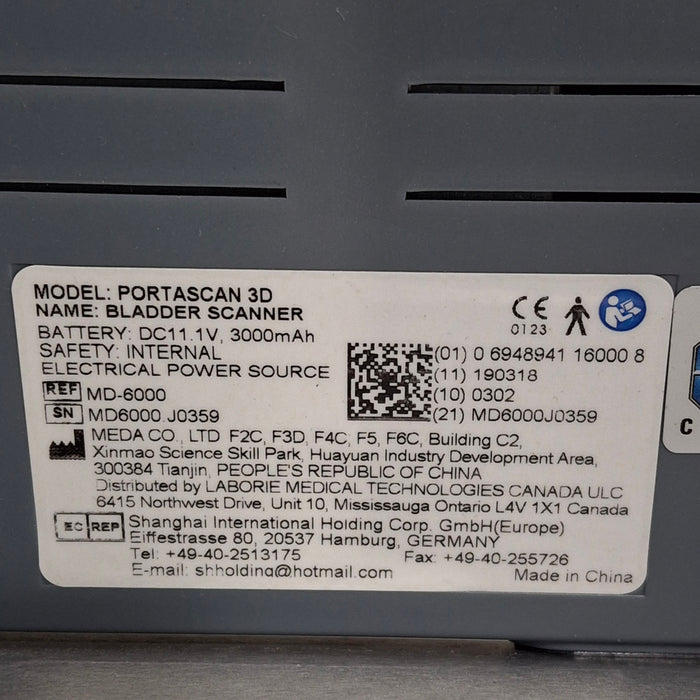 MODEL: PORTASCAN 3D
NAME: BLADDER SCANNER
BATTERY: DC11.1V, 3000mAh
SAFETY: INTERNAL
ELECTRICAL POWER SOURCE
REF MD-6000
SN MD6000 J0359
CE
0123
(01) 0 6948941 16000 8
(11) 190318
(10) 0302
(21) MD6000J0359
MEDA CO., LTD F2C, F3D, F4C, F5, F6C, Building C2,
Xinmao Science Skill Park, Huayuan Industry Development Area,
300384 Tianjin, PEOPLE'S REPUBLIC OF CHINA
Distributed by LABORIE MEDICAL TECHNOLOGIES CANADA ULC
6415 Northwest Drive, Unit 10, Mississauga Ontario L4V 1X1 Canada
EC REP Shanghai International Holding Corp. GmbH(Europe)
Eiffestrasse 80, 20537 Hamburg, GERMANY
Tel: +49-40-2513175 Fax: +49-40-255726
E-mail: shholding@hotmail.com Made in China
C